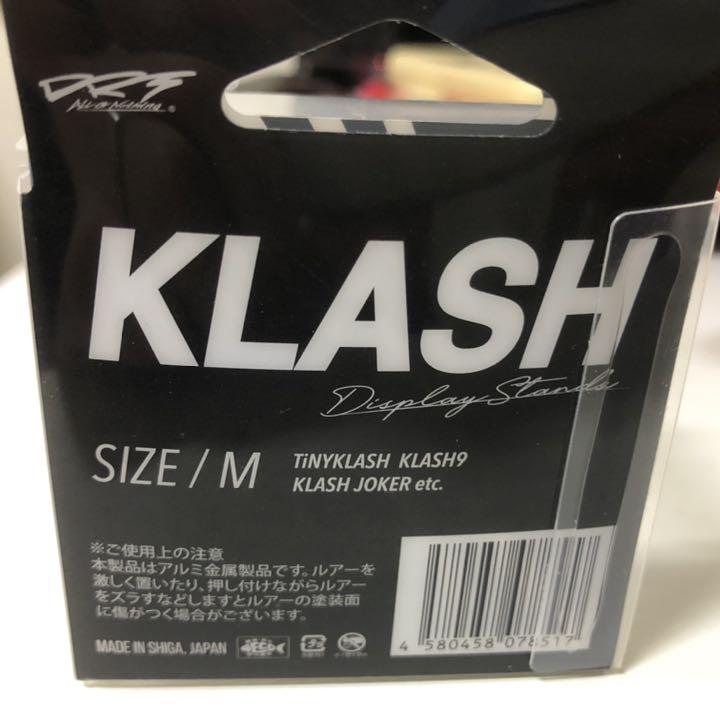 DRT
KLASH
Display Stands
SIZE / M
TiNYKLASH KLASH9
KLASH JOKER etc.
※ご使用上の注意
本製品はアルミ金属製品です。ルアーを
激しく置いたり、押し付けながらルアー
をズラすなどしますとルアーの塗装面
に傷がつく場合がございます。
MADE IN SHIGA, JAPAN
4 580458 078517